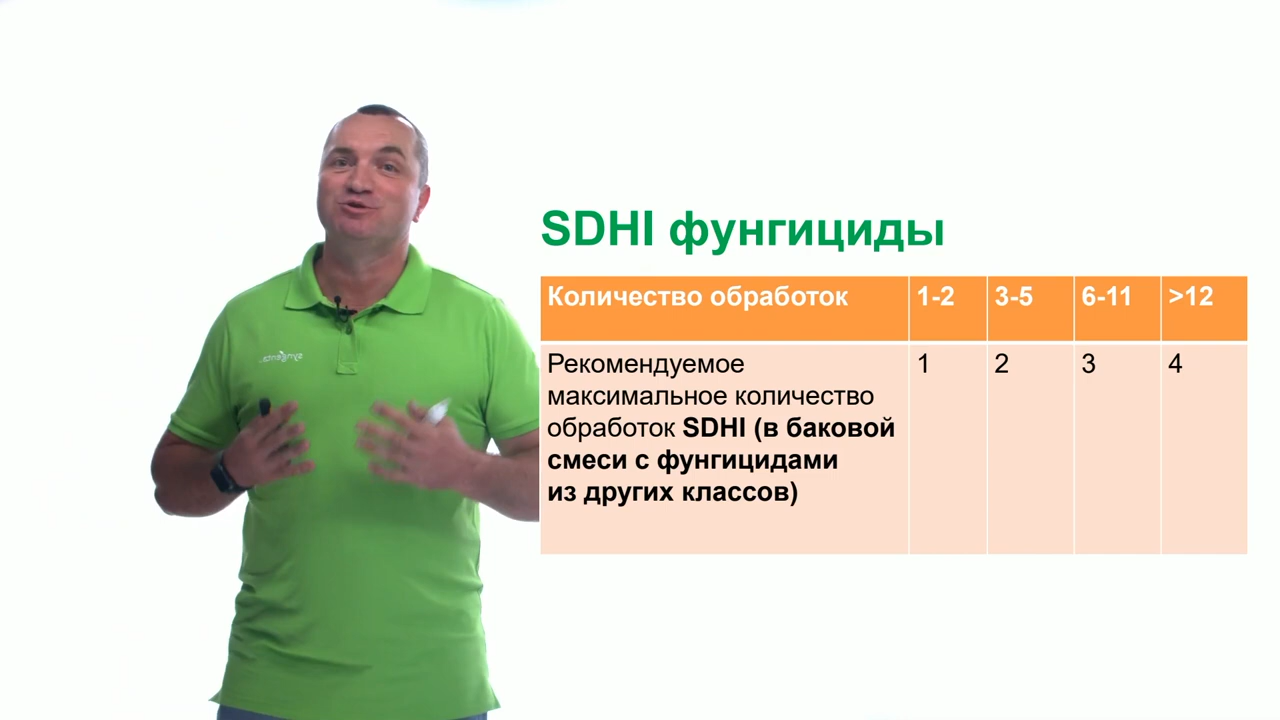 SDHI фунгициды
Количество обработок 1-2 3-5 6-11 >12
Рекомендуемое 1 2 3 4
максимальное количество
обработок SDHI (в баковой
смеси с фунгицидами
из других классов)
syngenta